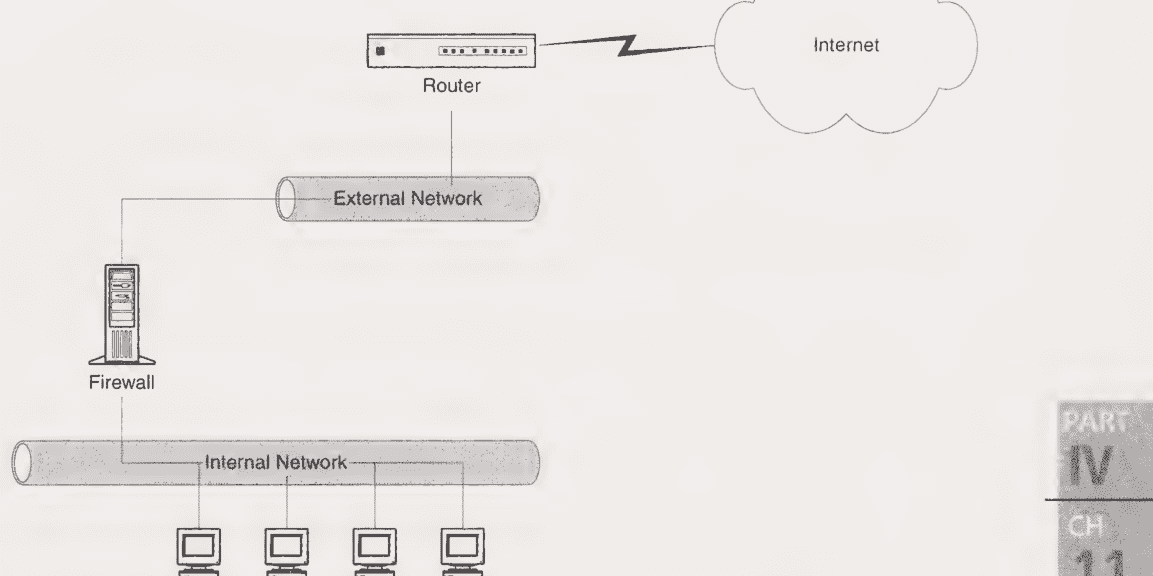 Internet
Router
External Network
Firewall
Internal Network
PART
IV
CH
11